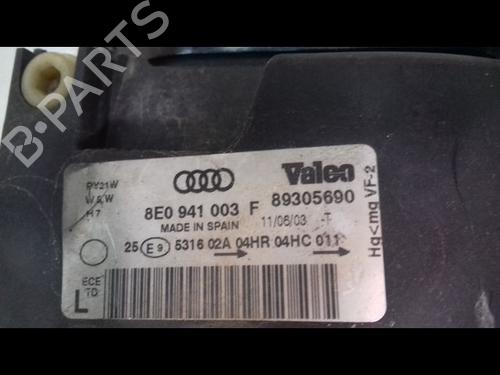 B-PARTS
PY21W
W5W
H7
Valeo
8E0 941 003 F 89305690
MADE IN SPAIN 11/06/03 -T
25 E9 5316 02A 04HR 04HC 011
ECE
TD
L
Hg<mg VF-2